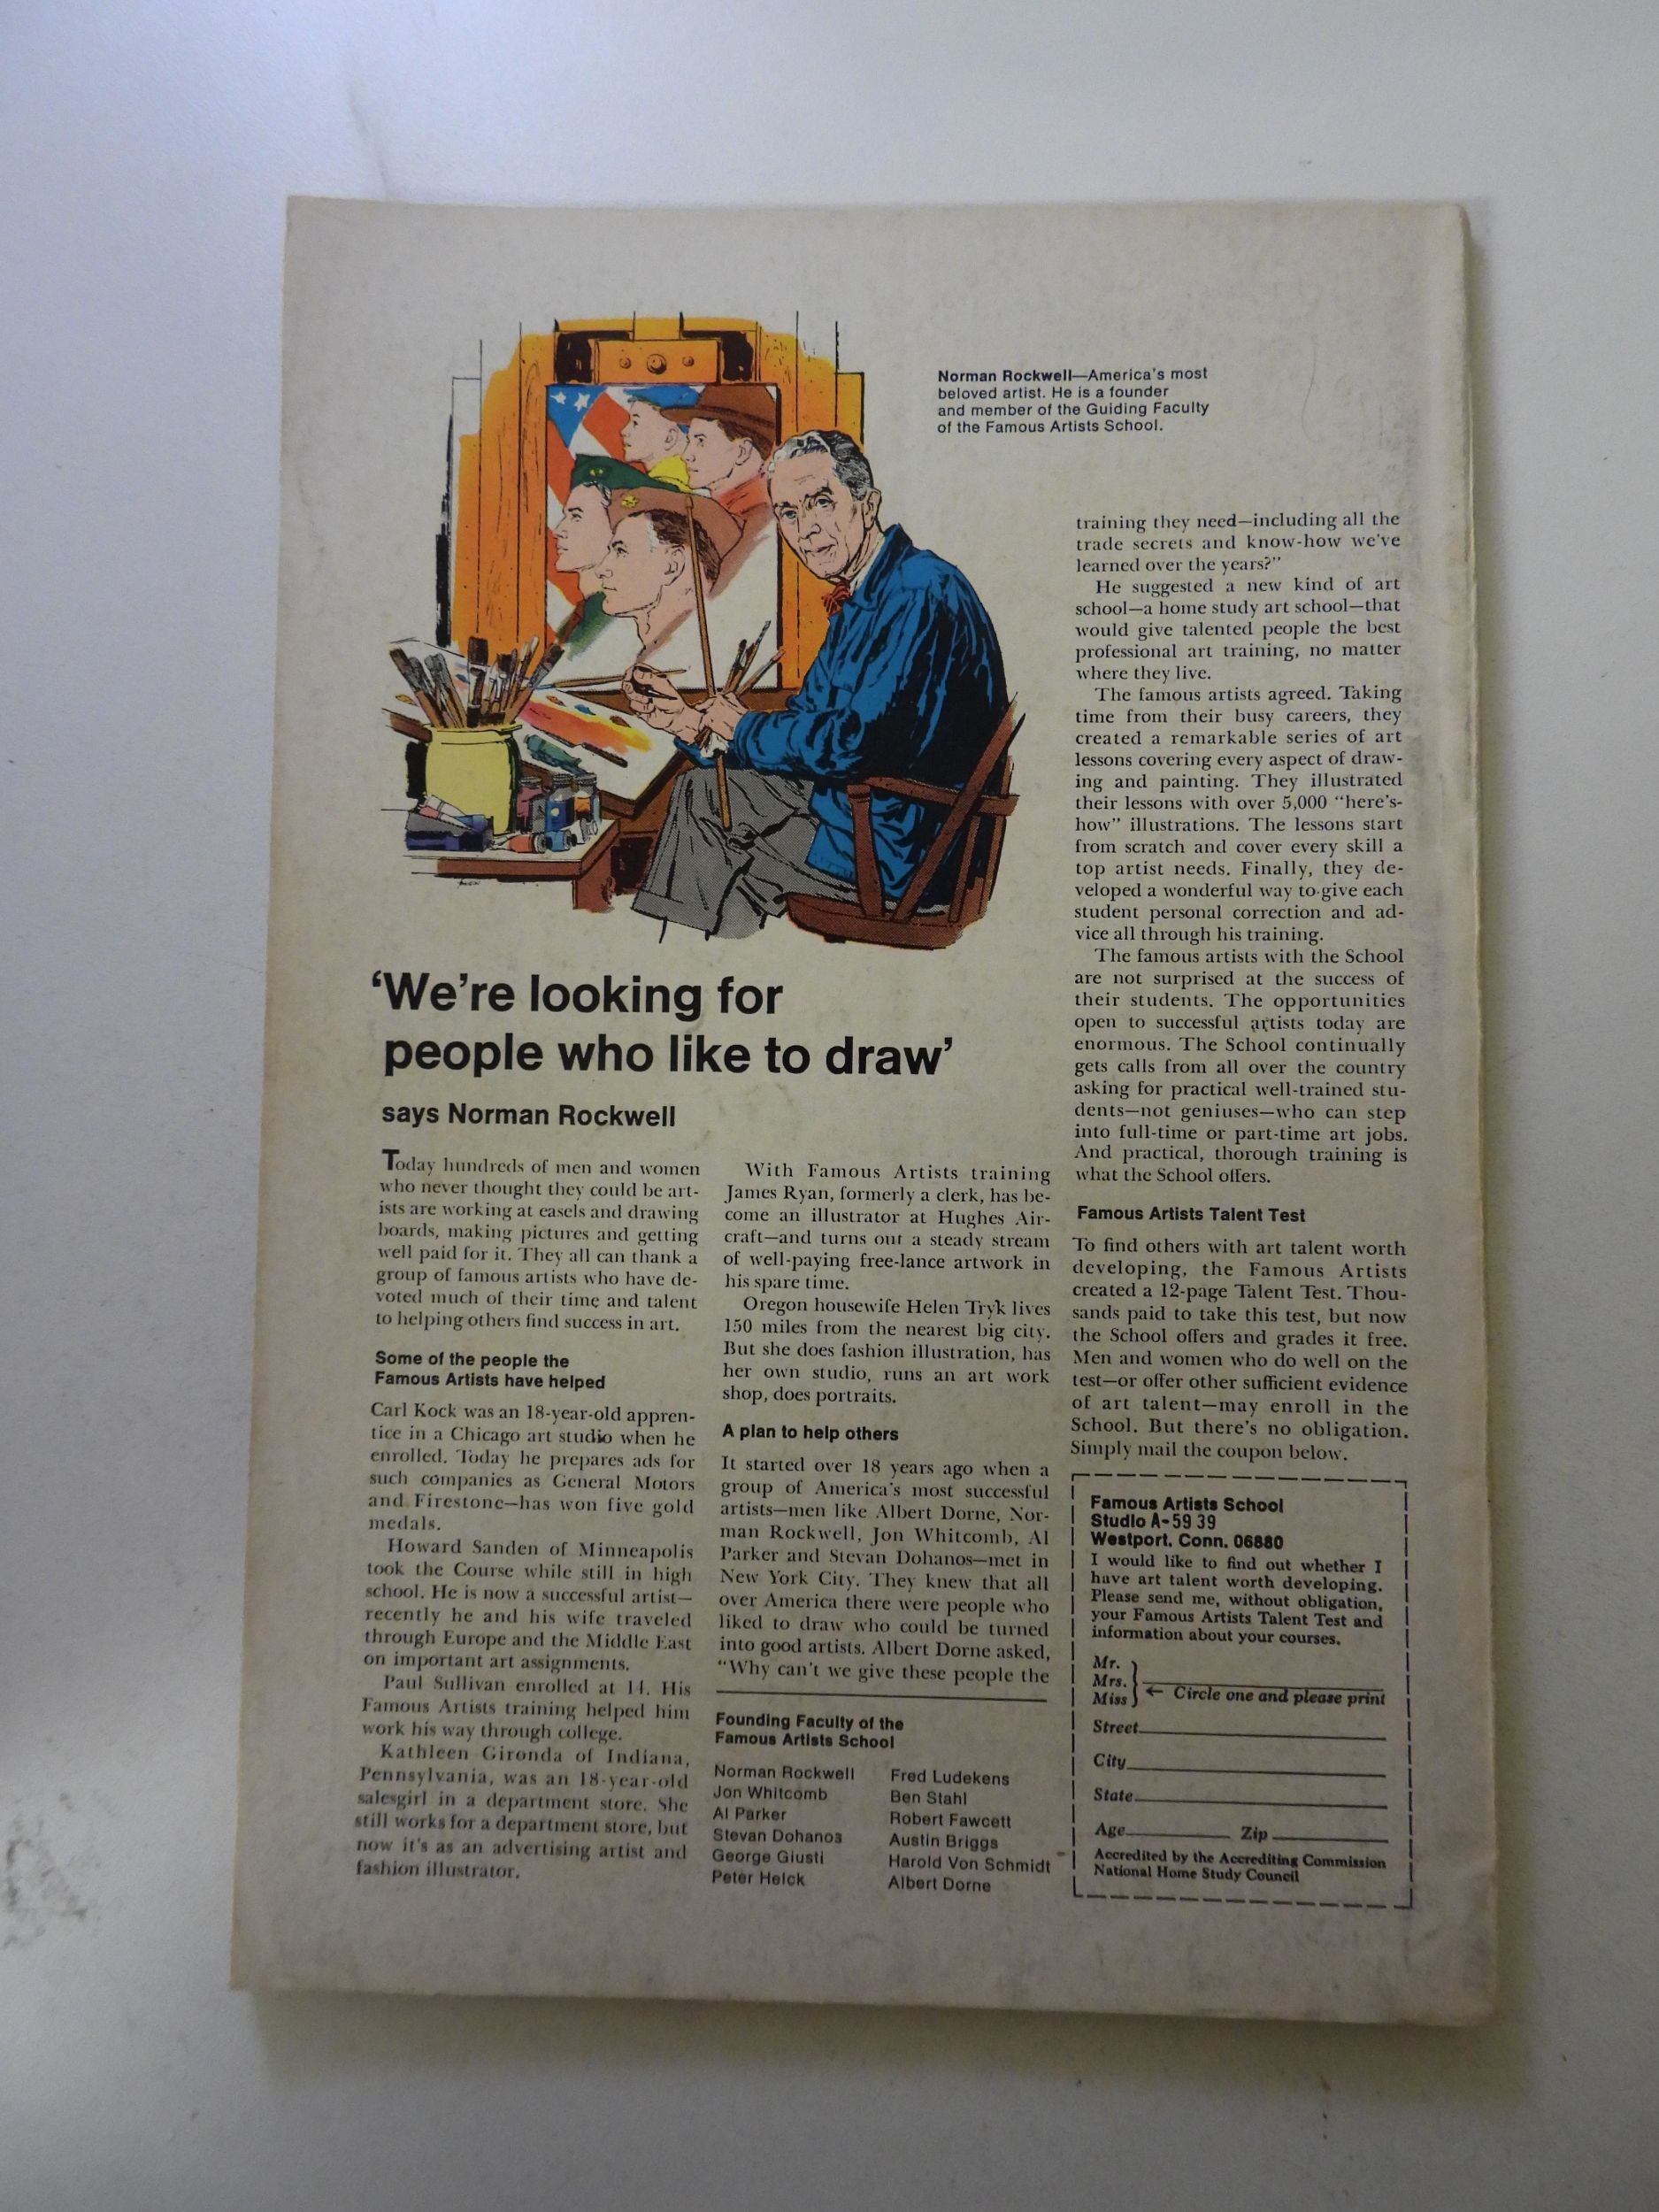 Norman Rockwell—America's most
beloved artist. He is a founder
and member of the Guiding Faculty
of the Famous Artists School.
'We're looking for
people who like to draw'
says Norman Rockwell
Today hundreds of men and women
who never thought they could be art-
ists are working at easels and drawing
boards, making pictures and getting
well paid for it. They all can thank a
group of famous artists who have de-
voted much of their time and talent
to helping others find success in art.
Some of the people the
Famous Artists have helped
Carl Kock was an 18-year-old appren-
tice in a Chicago art studio when he
enrolled. Today he prepares ads for
such companies as General Motors
and Firestone—has won five gold
medals.
Howard Sanden of Minneapolis
took the Course while still in high
school. He is now a successful artist—
recently he and his wife traveled
through Europe and the Middle East
on important art assignments.
Paul Sullivan enrolled at 14. His
Famous Artists training helped him
work his way through college.
Kathleen Gironda of Indiana,
Pennsylvania, was an 18-year-old
salesgirl in a department store. She
still works for a department store, but
now it's as an advertising artist and
fashion illustrator.
With Famous Artists training
James Ryan, formerly a clerk, has be-
come an illustrator at Hughes Air-
craft—and turns out a steady stream
of well-paying free-lance artwork in
his spare time.
Oregon housewife Helen Tryk lives
150 miles from the nearest big city.
But she does fashion illustration, has
her own studio, runs an art work
shop, does portraits.
A plan to help others
It started over 18 years ago when a
group of America's most successful
artists—men like Albert Dorne, Nor-
man Rockwell, Jon Whitcomb, Al
Parker and Stevan Dohanos—met in
New York City. They knew that all
over America there were people who
liked to draw who could be turned
into good artists. Albert Dorne asked,
"Why can't we give these people the
Founding Faculty of the
Famous Artists School
Norman Rockwell
Jon Whitcomb
Al Parker
Stevan Dohanos
George Giusti
Peter Helck
Fred Ludekens
Ben Stahl
Robert Fawcett
Austin Briggs
Harold Von Schmidt
Albert Dorne
training they need—including all the
trade secrets and know-how we've
learned over the years?"
He suggested a new kind of art
school—a home study art school—that
would give talented people the best
professional art training, no matter
where they live.
The famous artists agreed. Taking
time from their busy careers, they
created a remarkable series of art
lessons covering every aspect of draw-
ing and painting. They illustrated
their lessons with over 5,000 "here's-
how" illustrations. The lessons start
from scratch and cover every skill a
top artist needs. Finally, they de-
veloped a wonderful way to give each
student personal correction and ad-
vice all through his training.
The famous artists with the School
are not surprised at the success of
their students. The opportunities
open to successful artists today are
enormous. The School continually
gets calls from all over the country
asking for practical well-trained stu-
dents—not geniuses—who can step
into full-time or part-time art jobs.
And practical, thorough training is
what the School offers.
Famous Artists Talent Test
To find others with art talent worth
developing, the Famous Artists
created a 12-page Talent Test. Thou-
sands paid to take this test, but now
the School offers and grades it free.
Men and women who do well on the
test—or offer other sufficient evidence
of art talent—may enroll in the
School. But there's no obligation.
Simply mail the coupon below.
Famous Artists School
Studio A-5939
Westport, Conn. 06880
I would like to find out whether I
have art talent worth developing.
Please send me, without obligation,
your Famous Artists Talent Test and
information about your courses.
Mr.
Mrs.
Miss ← Circle one and please print
Street
City
State
Age Zip
Accredited by the Accrediting Commission
National Home Study Council